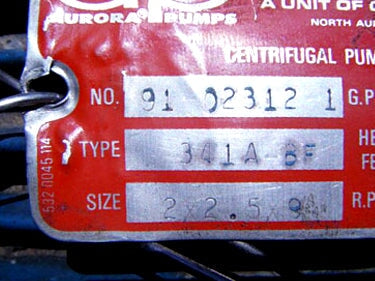 AURORA PUMPS
A UNIT OF
NORTH AU
CENTRIFUGAL PUM
NO. 91-02312 1 G.P
TYPE 341A-BF HE
FE
SIZE 2x2.5x9 R.P
532 0045 114